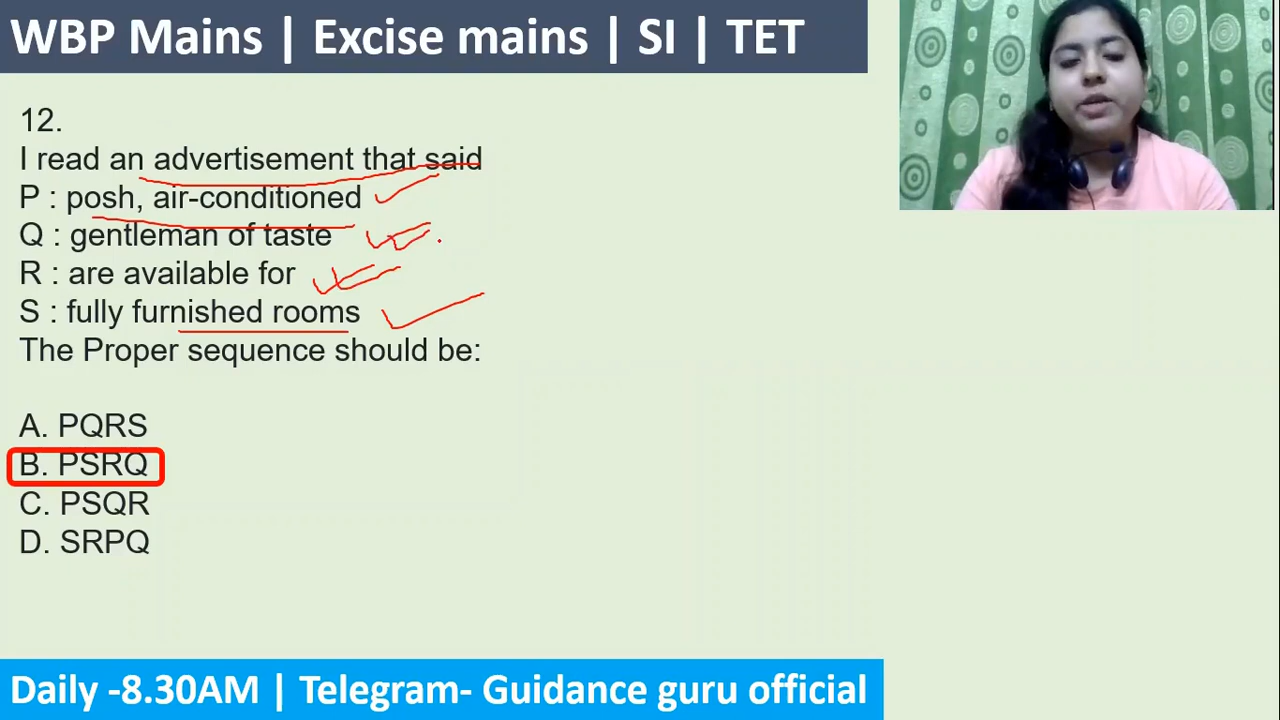 WBP Mains | Excise mains | SI | TET
12.
I read an advertisement that said
P : posh, air-conditioned
Q : gentleman of taste
R : are available for
S : fully furnished rooms
The Proper sequence should be:
A. PQRS
B. PSRQ
C. PSQR
D. SRPQ
Daily -8.30AM | Telegram- Guidance guru official